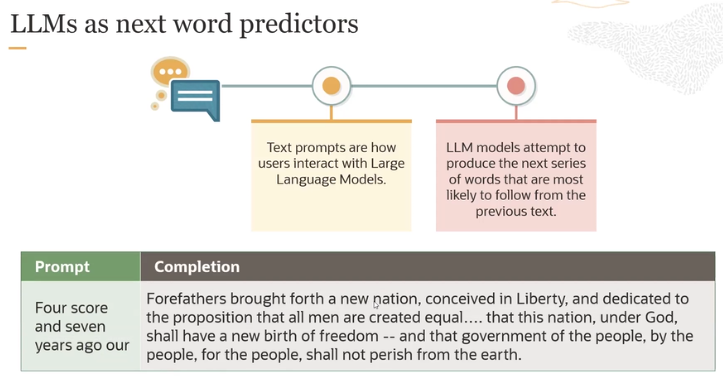 LLMs as next word predictors
Text prompts are how
users interact with Large
Language Models.
LLM models attempt to
produce the next series
of words that are most
likely to follow from the
previous text.
Prompt
Completion
Four score
and seven
years ago our
Forefathers brought forth a new nation, conceived in Liberty, and dedicated to
the proposition that all men are created equal…. that this nation, under God,
shall have a new birth of freedom -- and that government of the people, by the
people, for the people, shall not perish from the earth.